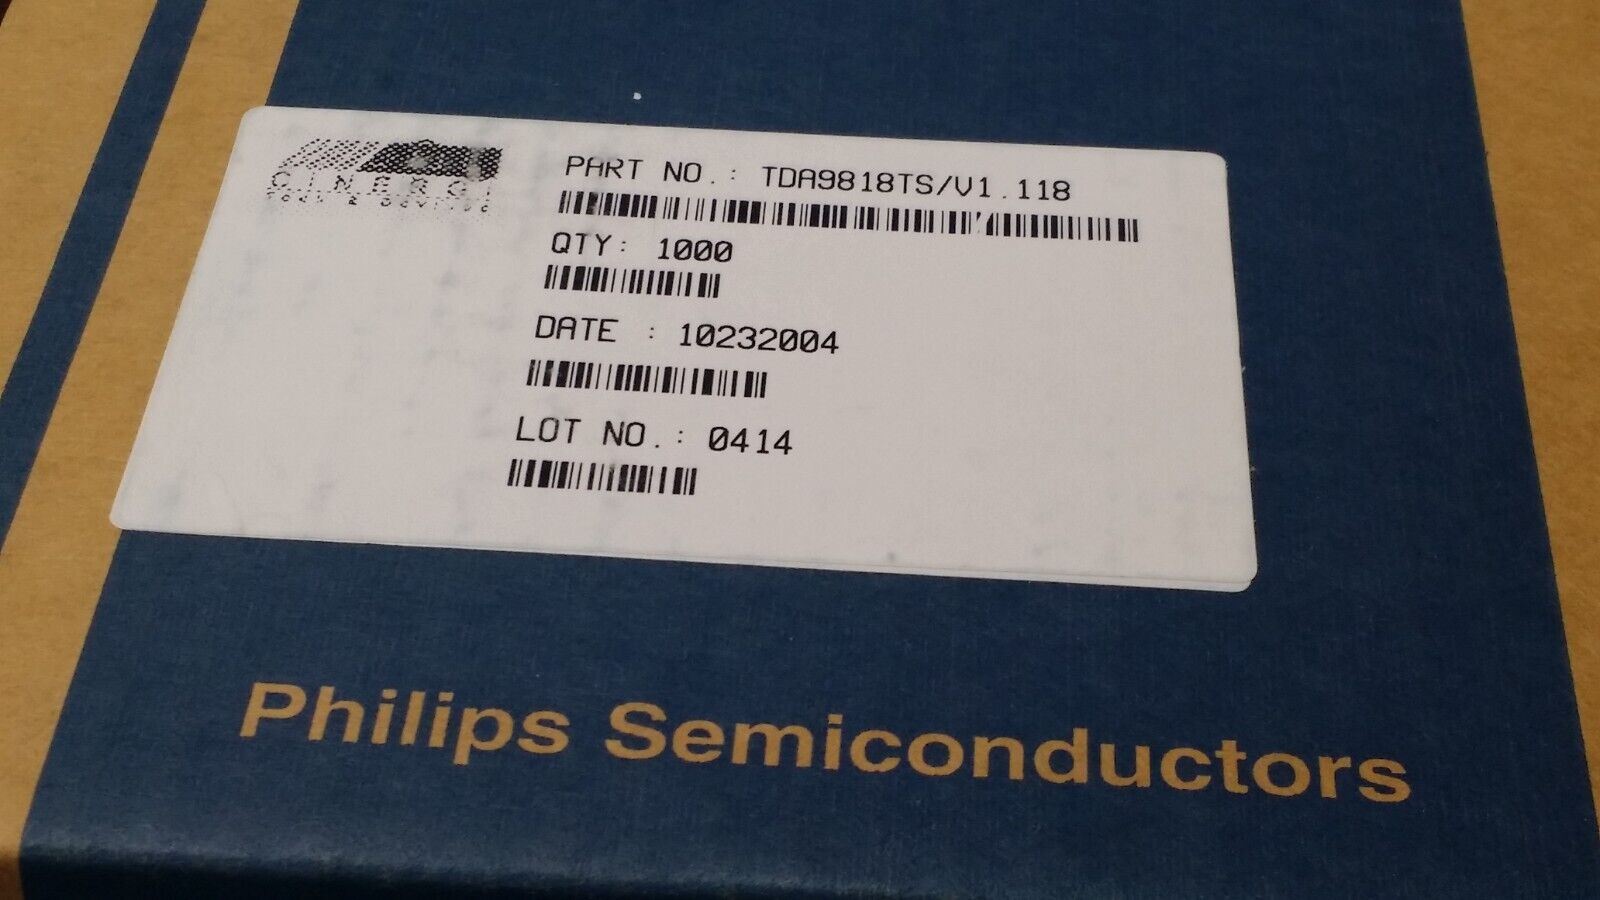 PART NO.: TDA9818TS/V1.118
QTY: 1000
DATE : 10232004
LOT NO.: 0414
Philips Semiconductors